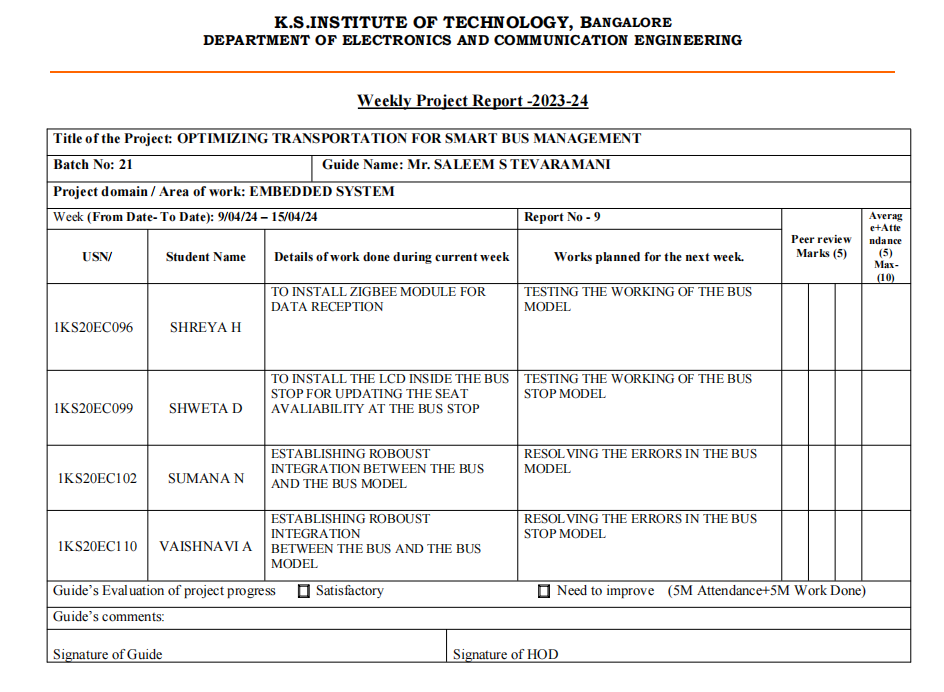 K.S.INSTITUTE OF TECHNOLOGY, BANGALORE
DEPARTMENT OF ELECTRONICS AND COMMUNICATION ENGINEERING
Weekly Project Report -2023-24
Title of the Project: OPTIMIZING TRANSPORTATION FOR SMART BUS MANAGEMENT
Batch No: 21
Guide Name: Mr. SALEEM S TEVARAMANI
Project domain / Area of work: EMBEDDED SYSTEM
Week (From Date- To Date): 9/04/24 – 15/04/24
Report No - 9
Peer review
Marks (5)
Averag
e+Atte
ndance
(5)
Max-
(10)
USN/
Student Name
Details of work done during current week
Works planned for the next week.
1KS20EC096
SHREYA H
TO INSTALL ZIGBEE MODULE FOR
DATA RECEPTION
TESTING THE WORKING OF THE BUS
MODEL
1KS20EC099
SHWETA D
TO INSTALL THE LCD INSIDE THE BUS
STOP FOR UPDATING THE SEAT
AVALIABILITY AT THE BUS STOP
TESTING THE WORKING OF THE BUS
STOP MODEL
1KS20EC102
SUMANA N
ESTABLISHING ROBOUST
INTEGRATION BETWEEN THE BUS
AND THE BUS MODEL
RESOLVING THE ERRORS IN THE BUS
MODEL
1KS20EC110
VAISHNAVI A
ESTABLISHING ROBOUST
INTEGRATION
BETWEEN THE BUS AND THE BUS
MODEL
RESOLVING THE ERRORS IN THE BUS
STOP MODEL
Guide's Evaluation of project progress
Satisfactory
Need to improve (5M Attendance+5M Work Done)
Guide's comments:
Signature of Guide
Signature of HOD